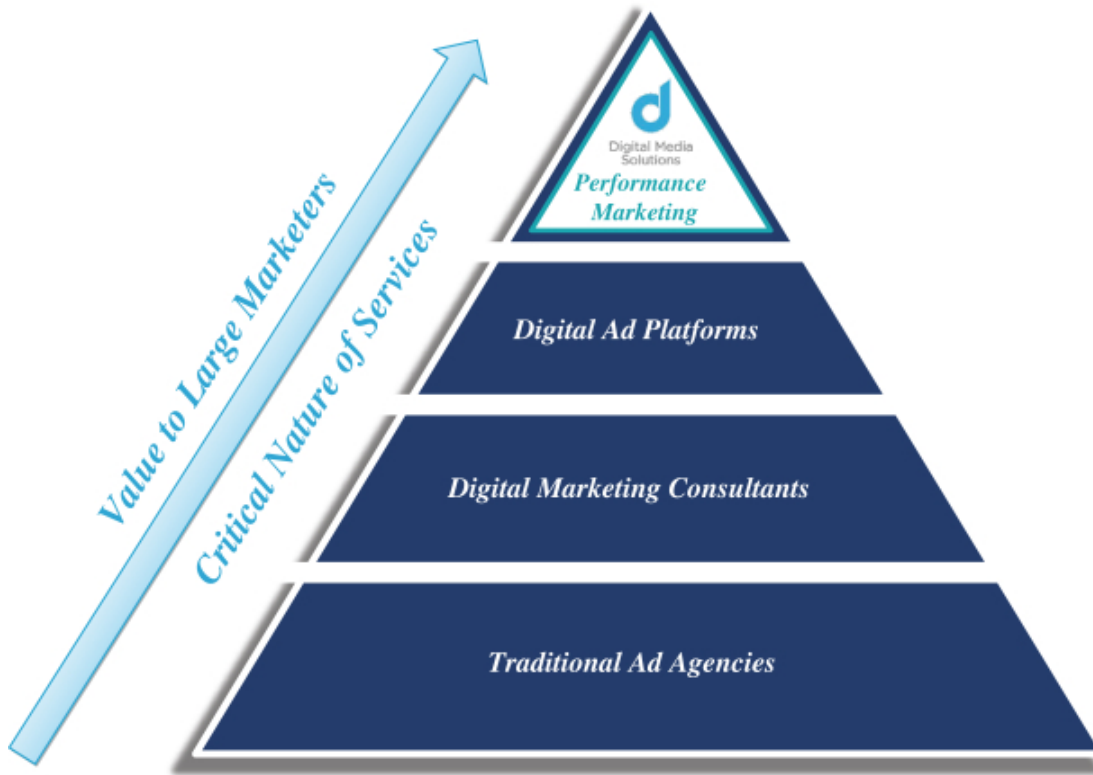 Digital Media
Solutions
Performance
Marketing
Value to Large Marketers
Critical Nature of Services
Digital Ad Platforms
Digital Marketing Consultants
Traditional Ad Agencies